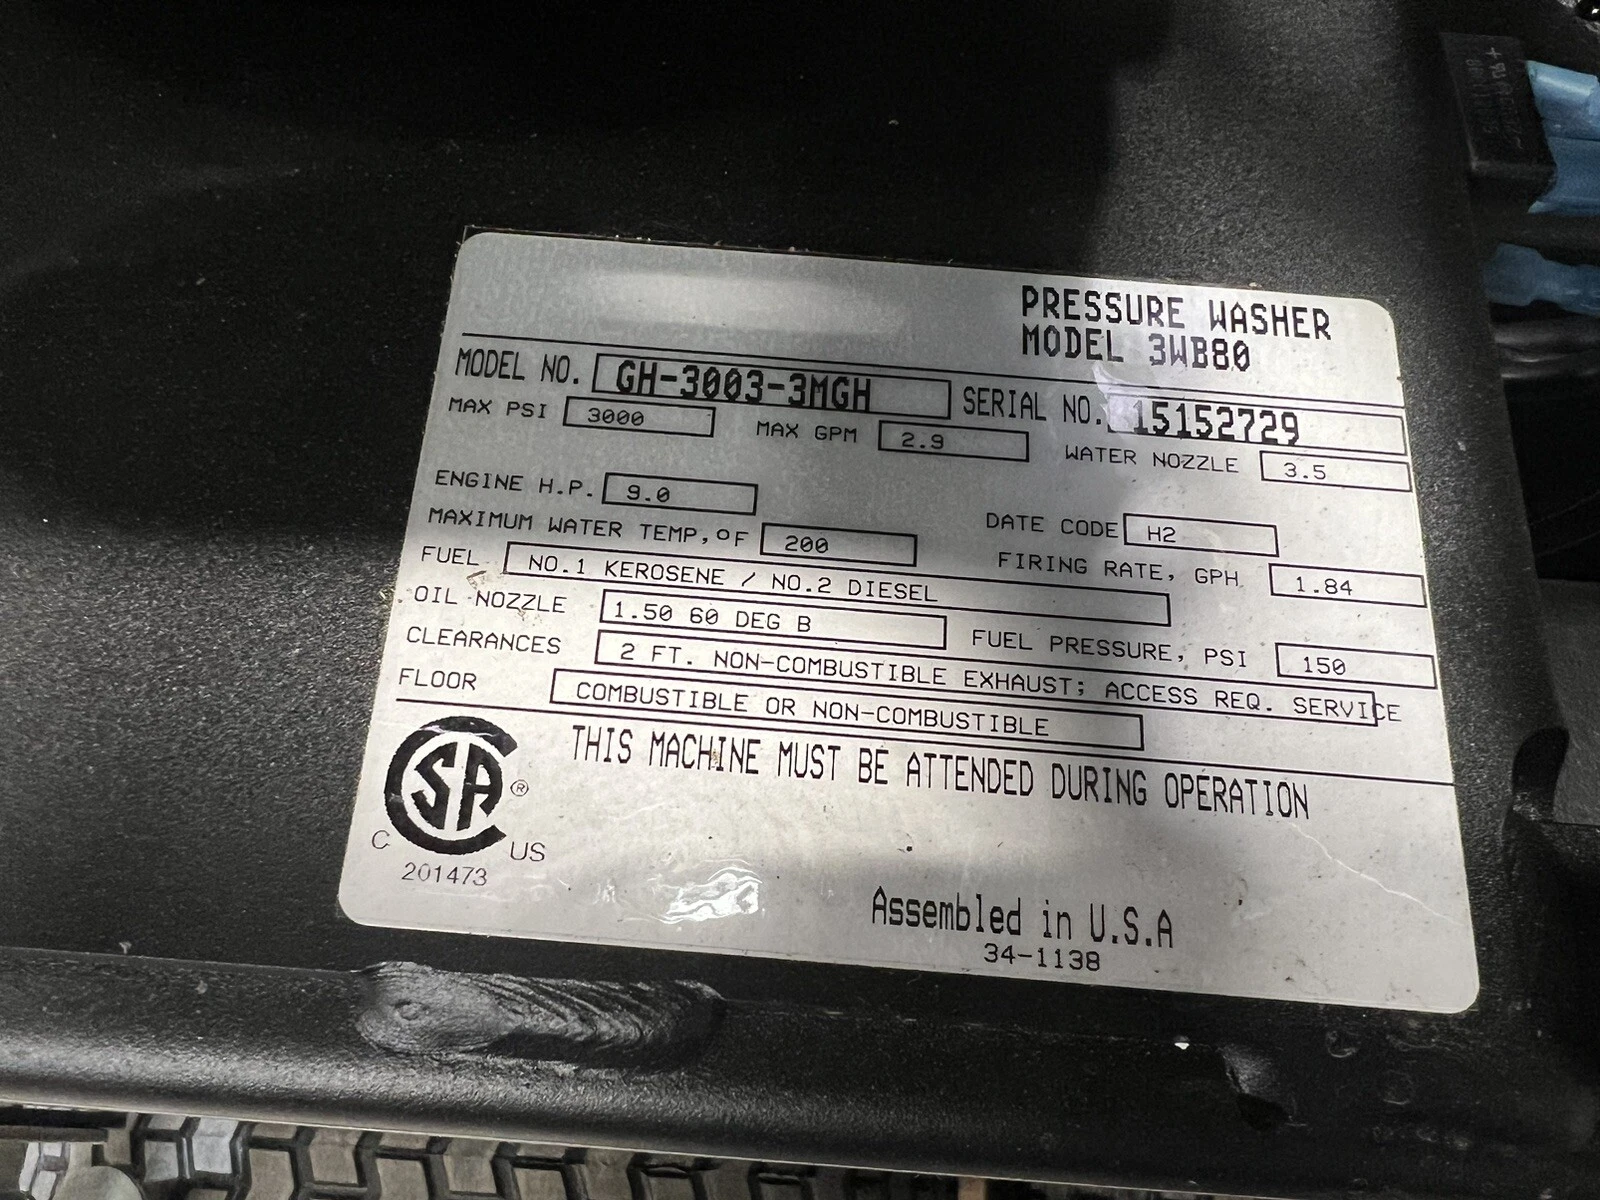 PRESSURE WASHER
MODEL 3WB80
MODEL NO. GH-3003-3MGH SERIAL NO. 15152729
MAX PSI 3000 MAX GPM 2.9 WATER NOZZLE 3.5
ENGINE H.P. 9.0 DATE CODE H2
MAXIMUM WATER TEMP,°F 200 FIRING RATE, GPH 1.84
FUEL NO.1 KEROSENE / NO.2 DIESEL
OIL NOZZLE 1.50 60 DEG B FUEL PRESSURE, PSI 150
CLEARANCES 2 FT. NON-COMBUSTIBLE EXHAUST; ACCESS REQ. SERVICE
FLOOR COMBUSTIBLE OR NON-COMBUSTIBLE
THIS MACHINE MUST BE ATTENDED DURING OPERATION
CSA®
C US
201473
Assembled in U.S.A
34-1138